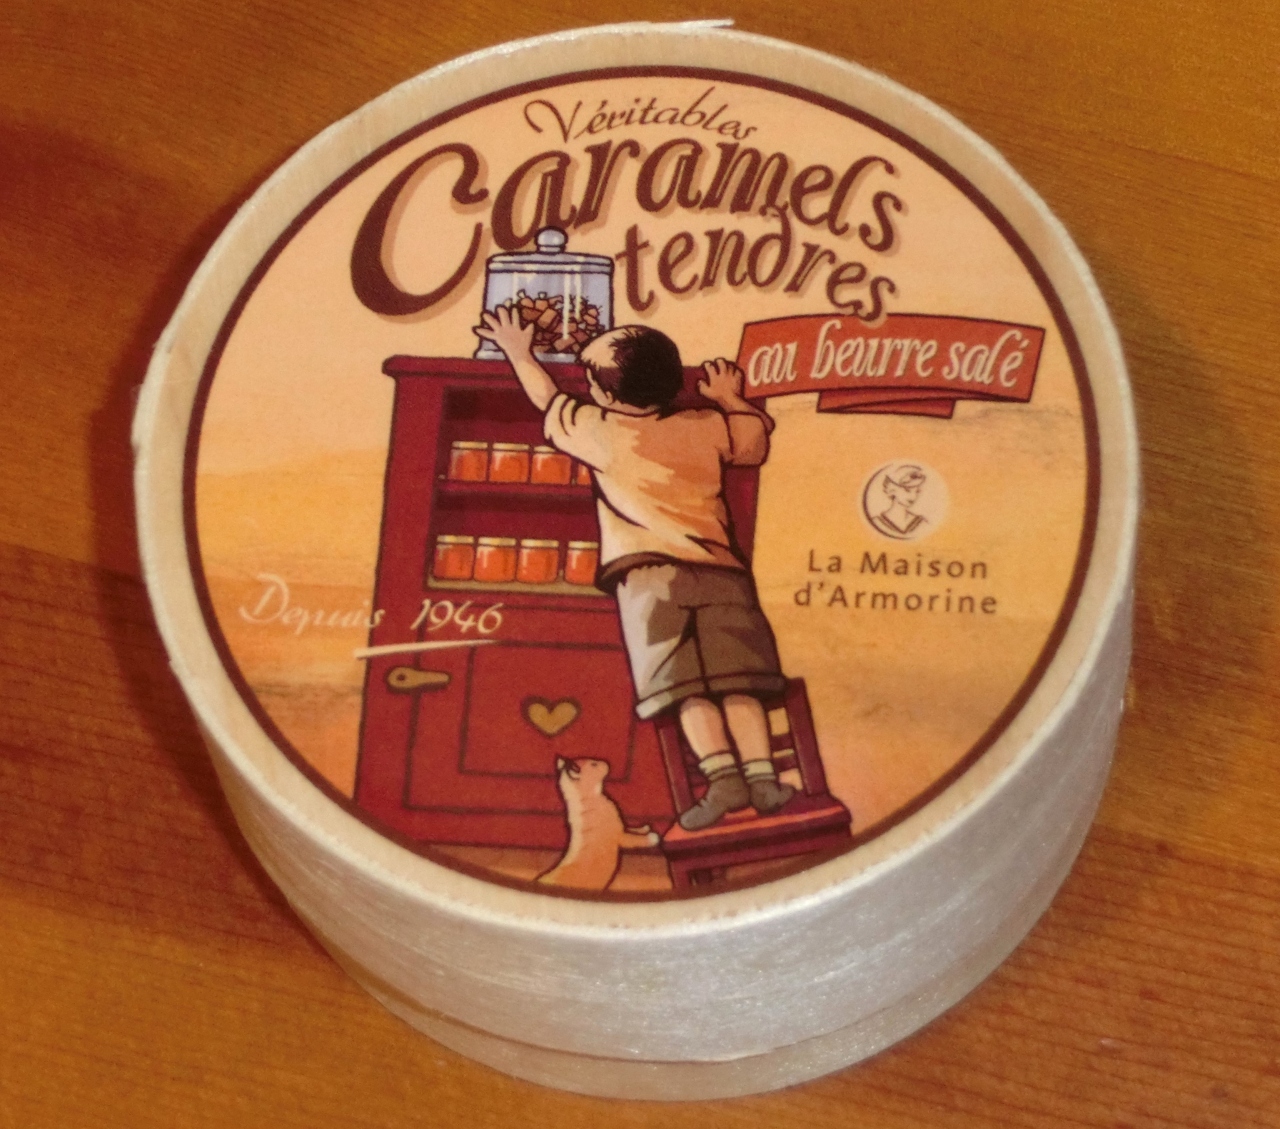 Véritables
Caramels
tendres
au beurre salé
La Maison
d'Armorine
Depuis 1946